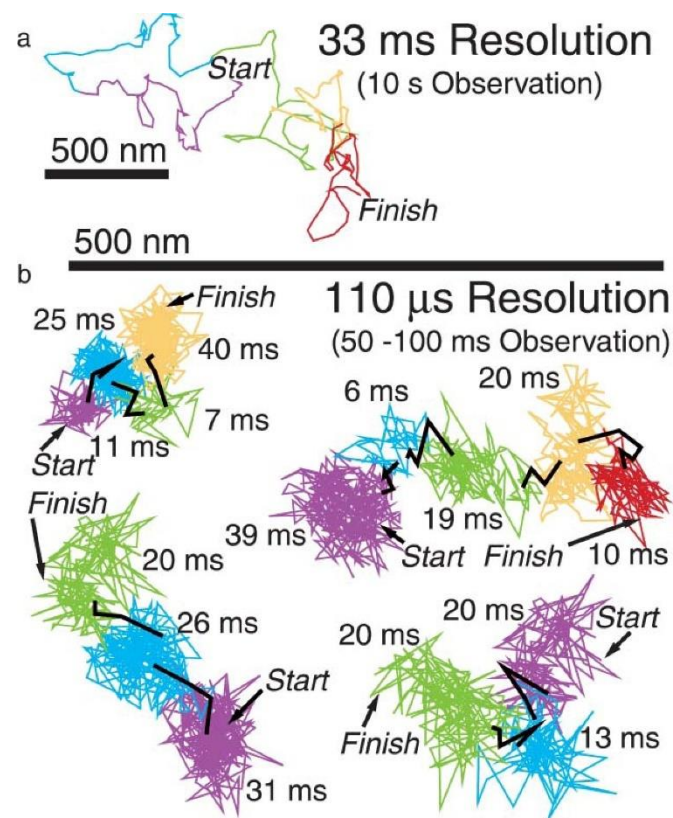 a
33 ms Resolution
(10 s Observation)
Start
500 nm
Finish
500 nm
b
110 μs Resolution
(50 -100 ms Observation)
Finish
25 ms
40 ms
7 ms
11 ms
Start
6 ms
20 ms
39 ms
19 ms
Start
Finish
10 ms
Finish
20 ms
26 ms
Start
31 ms
20 ms
Start
20 ms
Finish
13 ms